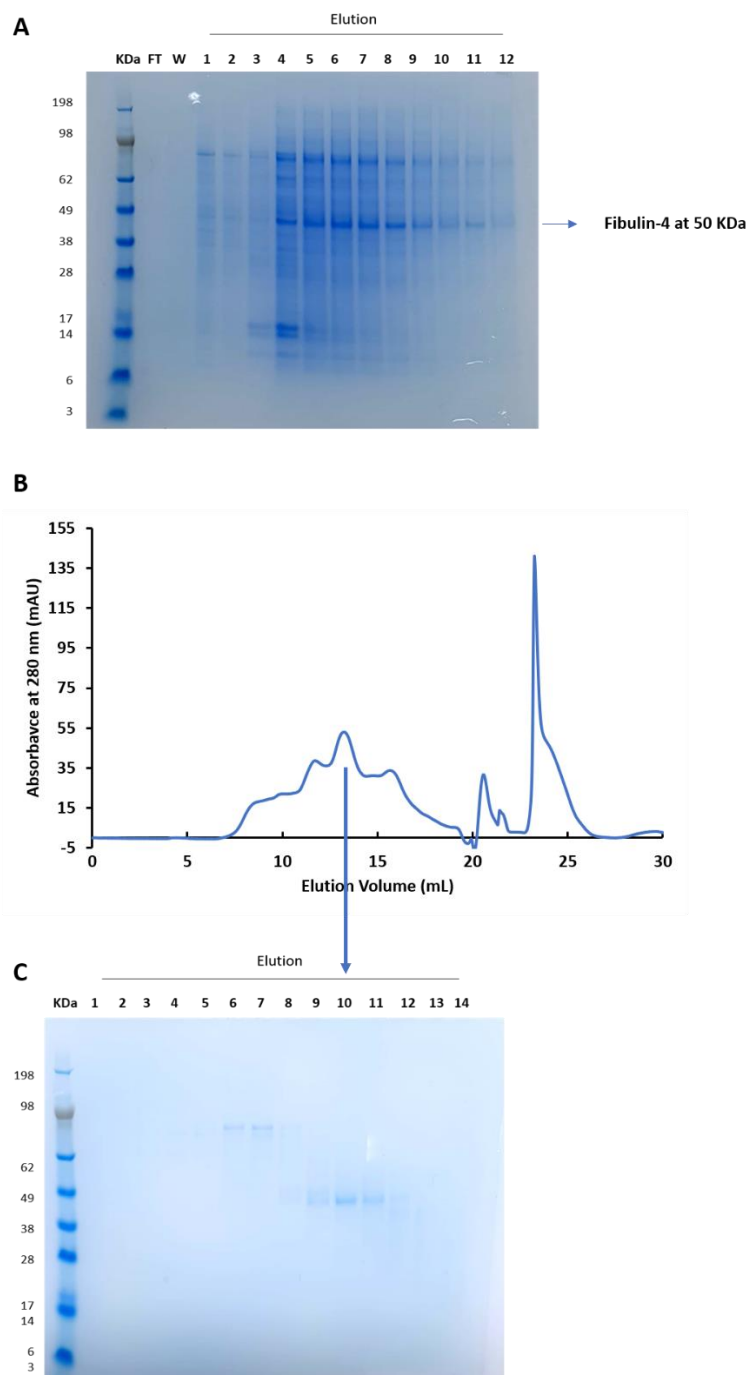 A
Elution
KDa FT W 1 2 3 4 5 6 7 8 9 10 11 12
198
98
62
49
38
28
17
14
6
3
Fibulin-4 at 50 KDa
B
155
135
115
95
75
55
35
15
-5
Absorbavce at 280 nm (mAU)
0 5 10 15 20 25 30
Elution Volume (mL)
C
Elution
KDa 1 2 3 4 5 6 7 8 9 10 11 12 13 14
198
98
62
49
38
28
17
14
6
3